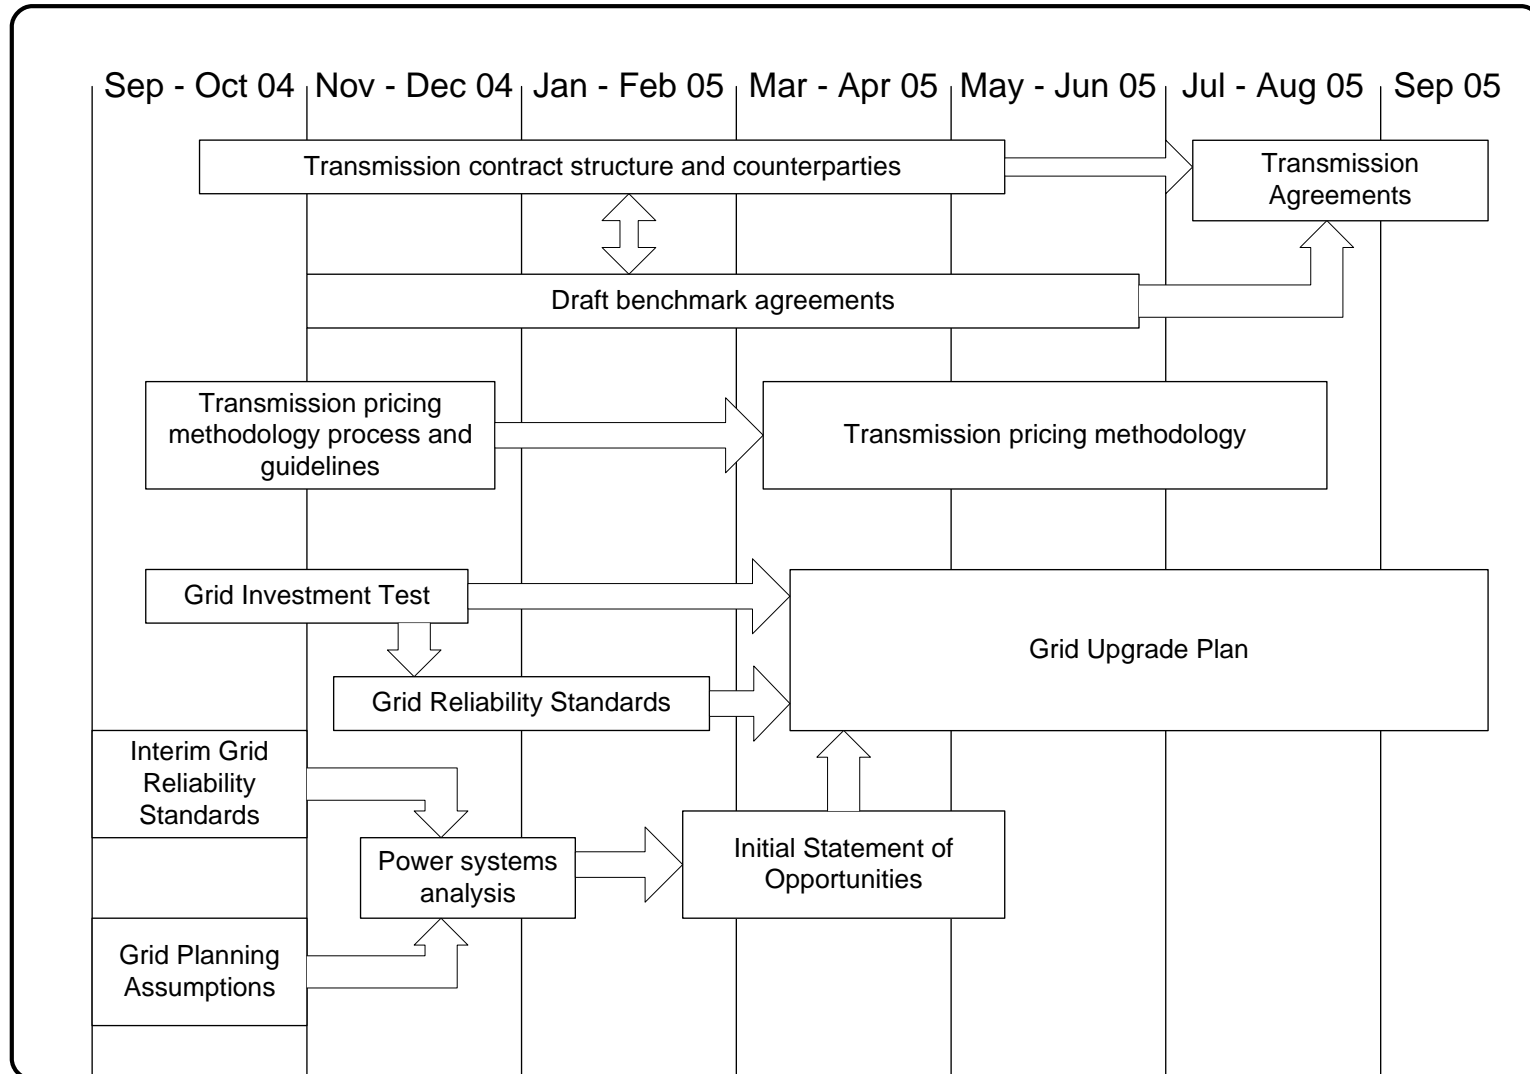 Sep - Oct 04 Nov - Dec 04 Jan - Feb 05 Mar - Apr 05 May - Jun 05 Jul - Aug 05 Sep 05
Transmission contract structure and counterparties
Transmission
Agreements
Draft benchmark agreements
Transmission pricing
methodology process and
guidelines
Transmission pricing methodology
Grid Investment Test
Grid Upgrade Plan
Grid Reliability Standards
Interim Grid
Reliability
Standards
Power systems
analysis
Initial Statement of
Opportunities
Grid Planning
Assumptions